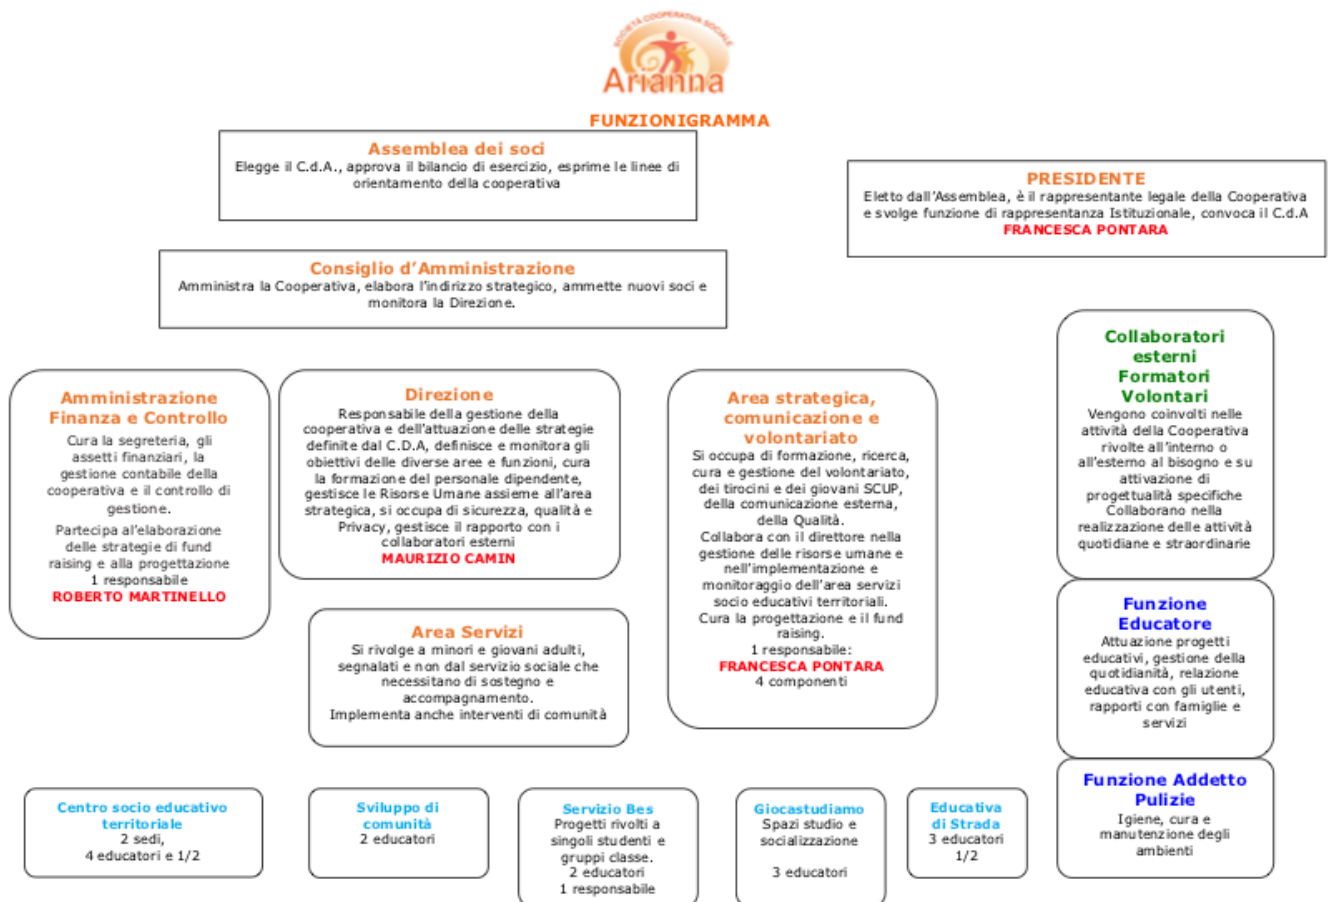 SOCIETÀ COOPERATIVA SOCIALE
Arianna
FUNZIONIGRAMMA
Assemblea dei soci
Elegge il C.d.A., approva il bilancio di esercizio, esprime le linee di
orientamento della cooperativa
PRESIDENTE
Eletto dall'Assemblea, è il rappresentante legale della Cooperativa
e svolge funzione di rappresentanza Istituzionale, convoca il C.d.A
FRANCESCA PONTARA
Consiglio d'Amministrazione
Amministra la Cooperativa, elabora l'indirizzo strategico, ammette nuovi soci e
monitora la Direzione.
Amministrazione
Finanza e Controllo
Cura la segreteria, gli
assetti finanziari, la
gestione contabile della
cooperativa e il controllo di
gestione.
Partecipa al'elaborazione
delle strategie di fund
raising e alla progettazione
1 responsabile
ROBERTO MARTINELLO
Direzione
Responsabile della gestione della
cooperativa e dell'attuazione delle strategie
definite dal C.D.A, definisce e monitora gli
obiettivi delle diverse aree e funzioni, cura
la formazione del personale dipendente,
gestisce le Risorse Umane assieme all'area
strategica, si occupa di sicurezza, qualità e
Privacy, gestisce il rapporto con i
collaboratori esterni
MAURIZIO CAMIN
Area Servizi
Si rivolge a minori e giovani adulti,
segnalati e non dal servizio sociale che
necessitano di sostegno e
accompagnamento.
Implementa anche interventi di comunità
Area strategica,
comunicazione e
volontariato
Si occupa di formazione, ricerca,
cura e gestione del volontariato,
dei tirocini e dei giovani SCUP,
della comunicazione esterna,
della Qualità.
Collabora con il direttore nella
gestione delle risorse umane e
nell'implementazione e
monitoraggio dell'area servizi
socio educativi territoriali.
Cura la progettazione e il fund
raising.
1 responsabile:
FRANCESCA PONTARA
4 componenti
Collaboratori
esterni
Formatori
Volontari
Vengono coinvolti nelle
attività della Cooperativa
rivolte all'interno o
all'esterno al bisogno e su
attivazione di
progettualità specifiche
Collaborano nella
realizzazione delle attività
quotidiane e straordinarie
Funzione
Educatore
Attuazione progetti
educativi, gestione della
quotidianità, relazione
educativa con gli utenti,
rapporti con famiglie e
servizi
Funzione Addetto
Pulizie
Igiene, cura e
manutenzione degli
ambienti
Centro socio educativo
territoriale
2 sedi,
4 educatori e 1/2
Sviluppo di
comunità
2 educatori
Servizio Bes
Progetti rivolti a
singoli studenti e
gruppi classe.
2 educatori
1 responsabile
Giocastudiamo
Spazi studio e
socializzazione
3 educatori
Educativa
di Strada
3 educatori
1/2